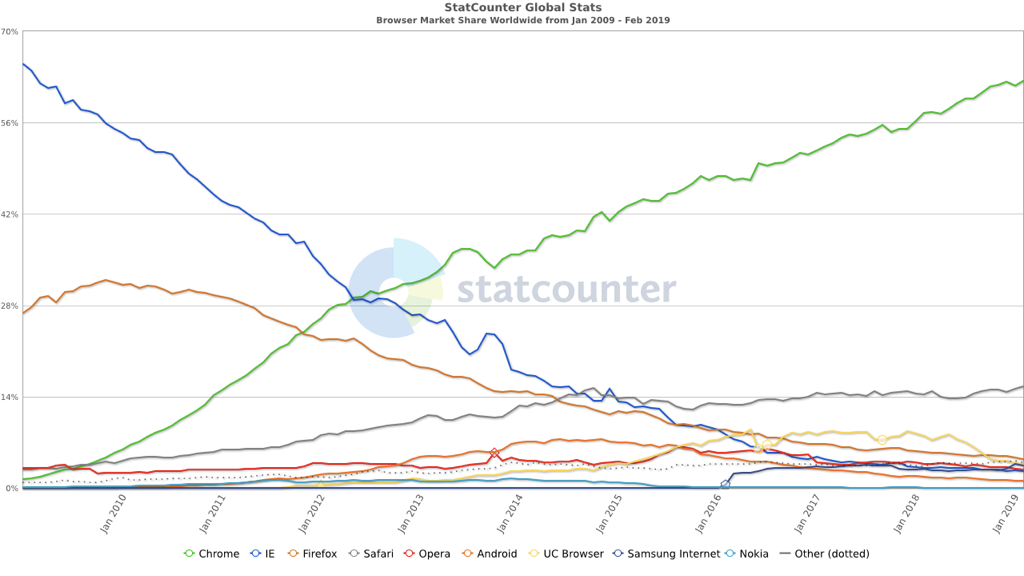 StatCounter Global Stats
Browser Market Share Worldwide from Jan 2009 - Feb 2019
70%
56%
42%
28%
14%
0%
statcounter
Jan 2010
Jan 2011
Jan 2012
Jan 2013
Jan 2014
Jan 2015
Jan 2016
Jan 2017
Jan 2018
Jan 2019
Chrome IE Firefox Safari Opera Android UC Browser Samsung Internet Nokia Other (dotted)